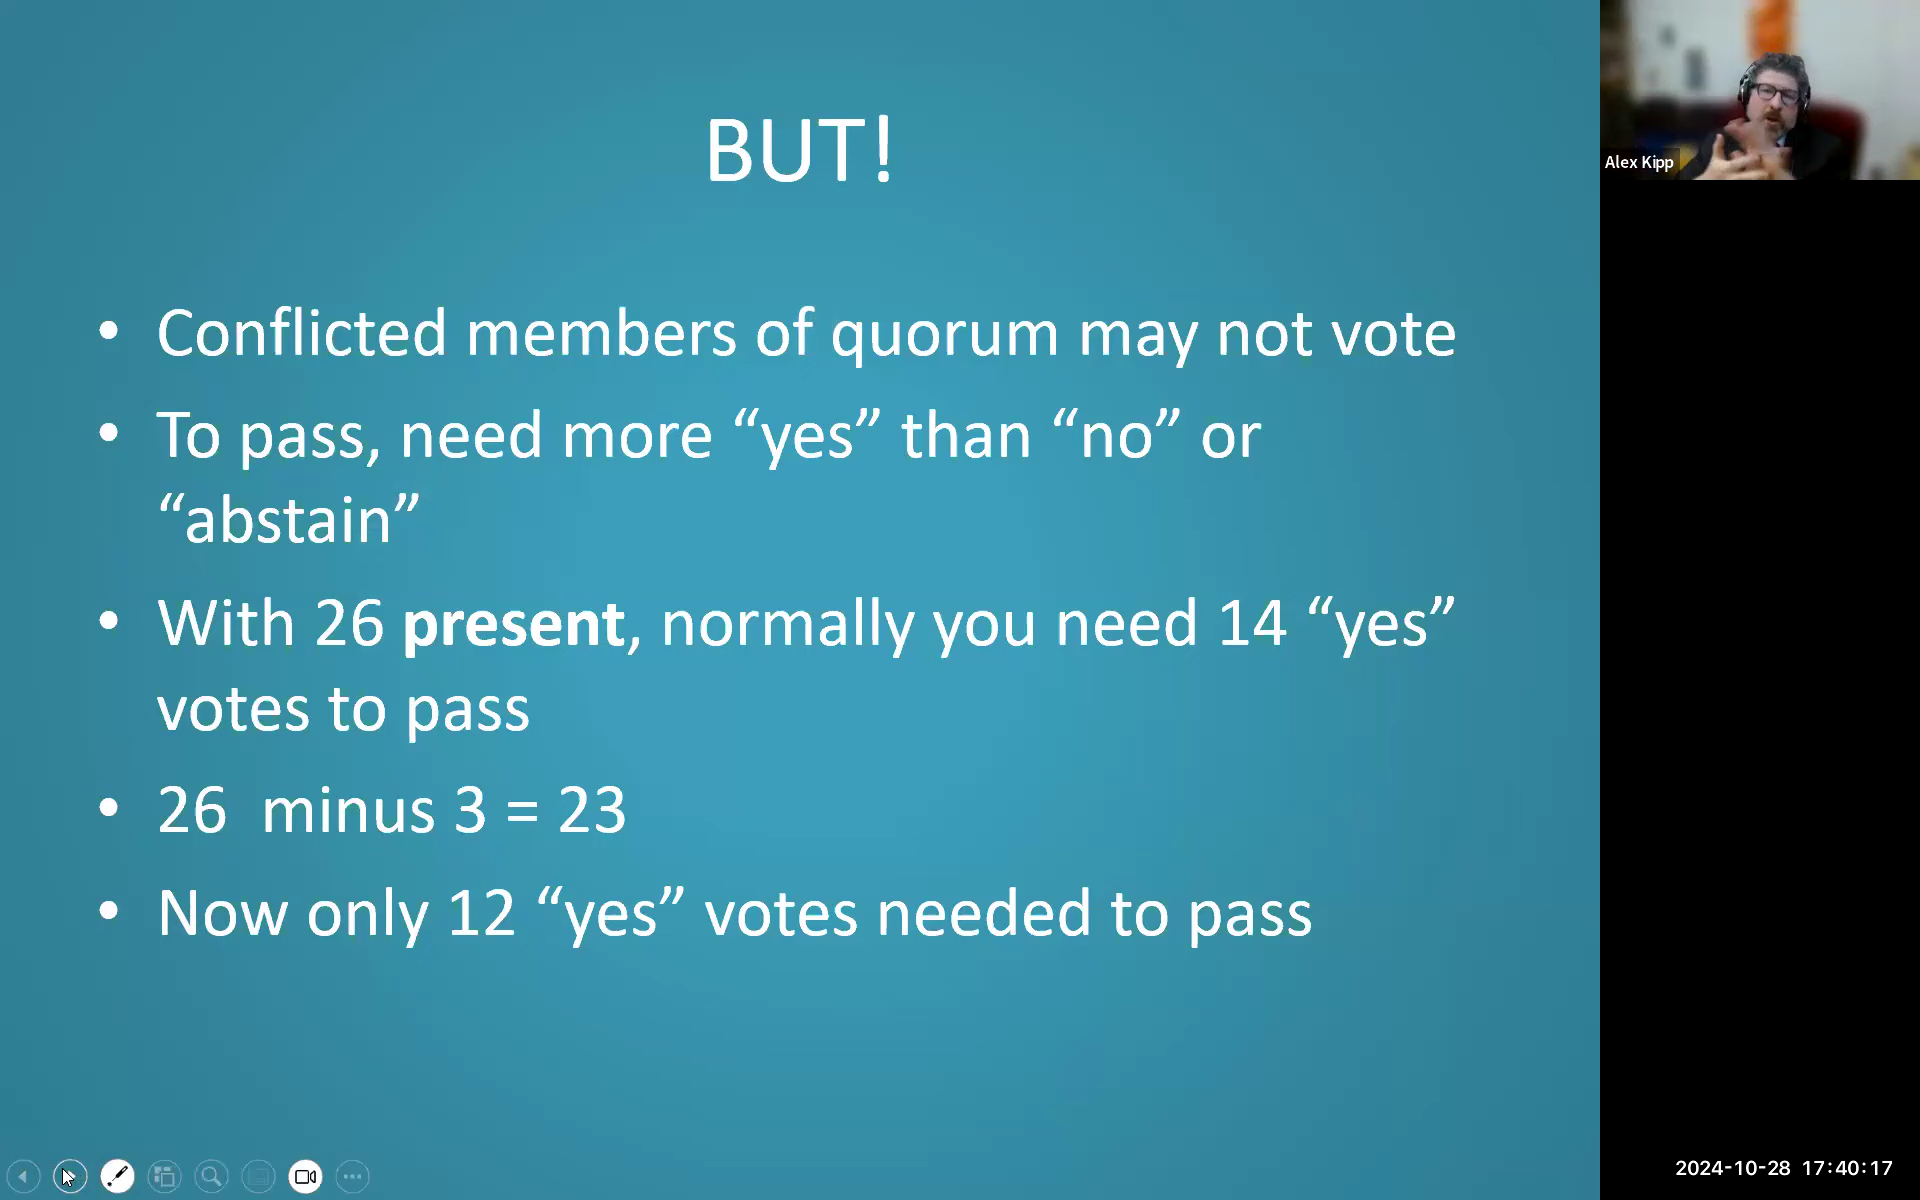 BUT!
• Conflicted members of quorum may not vote
• To pass, need more “yes” than “no” or
“abstain”
• With 26 present, normally you need 14 “yes”
votes to pass
• 26  minus 3 = 23
• Now only 12 “yes” votes needed to pass
Alex Kipp
2024-10-28 17:40:17